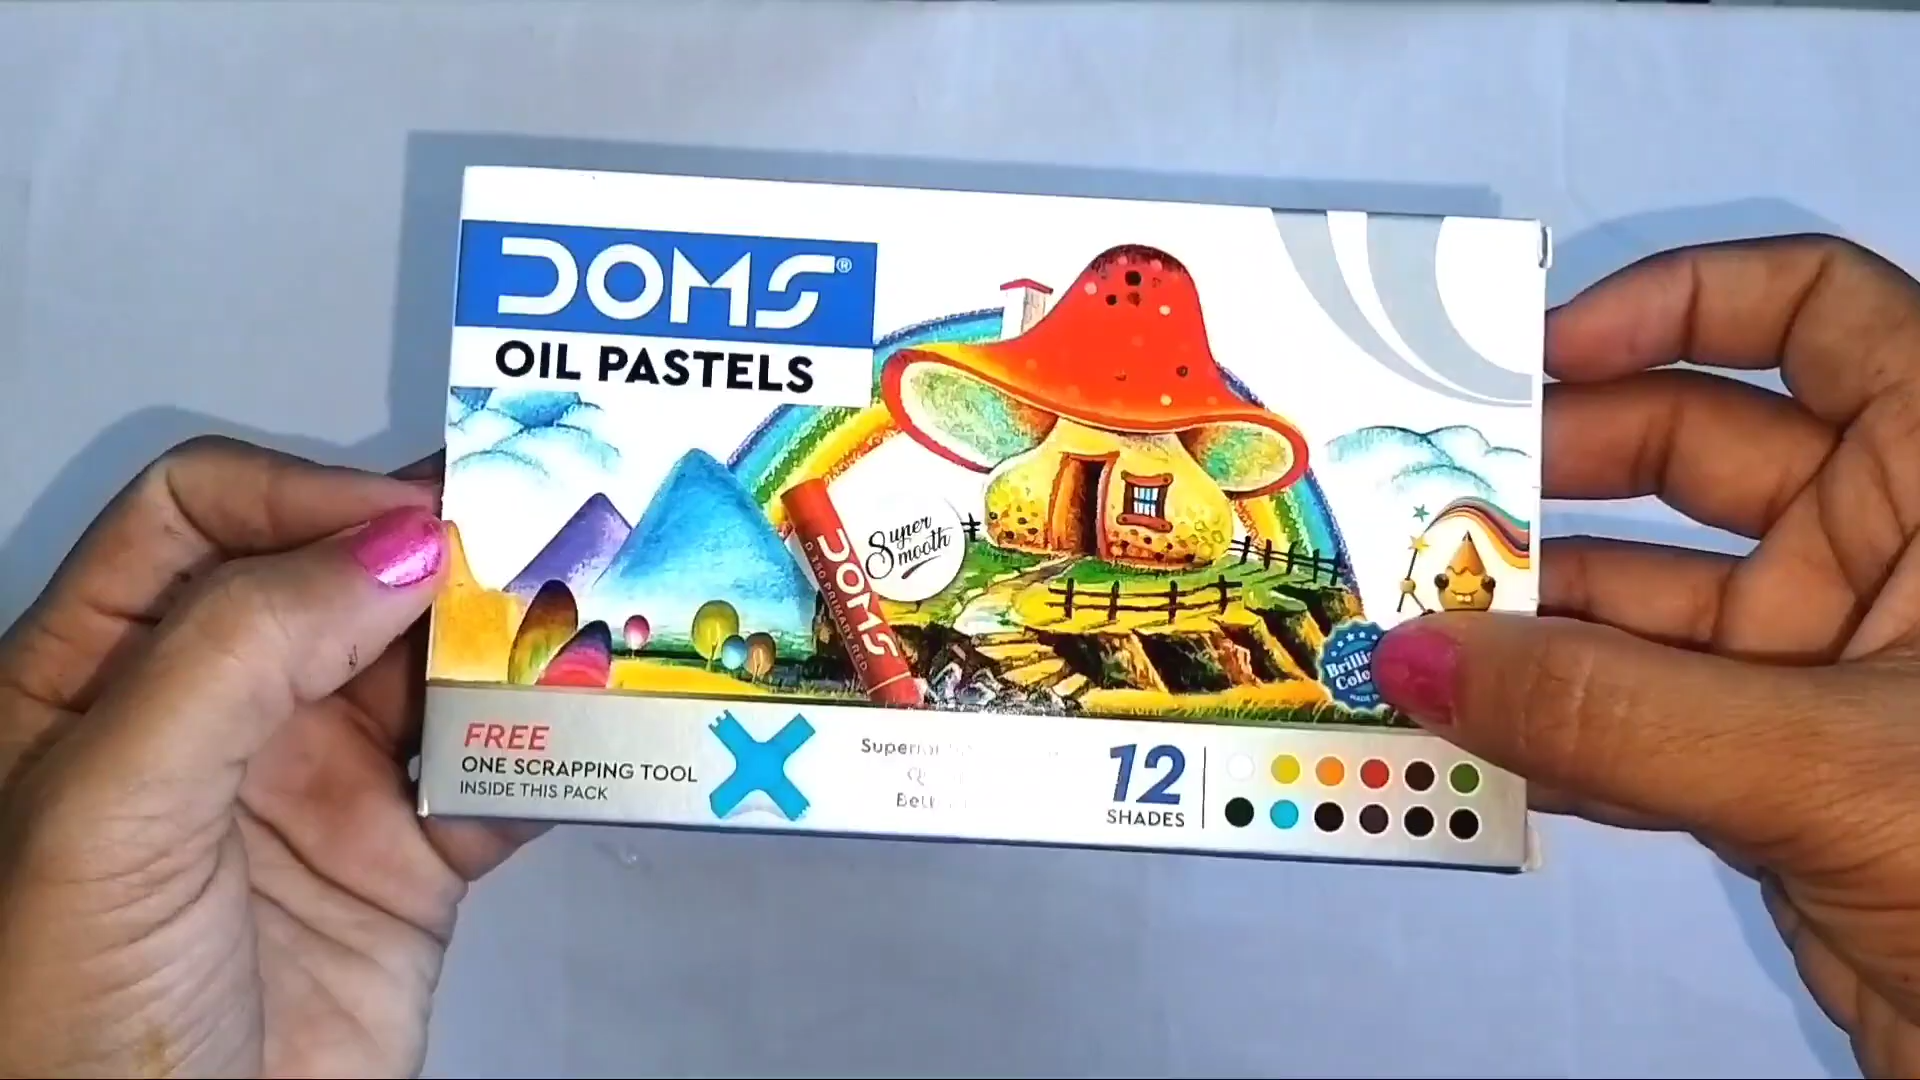 DOMS®
OIL PASTELS
Super
Smooth
DOMS
PRIMARY RED
FREE
ONE SCRAPPING TOOL
INSIDE THIS PACK
12
SHADES